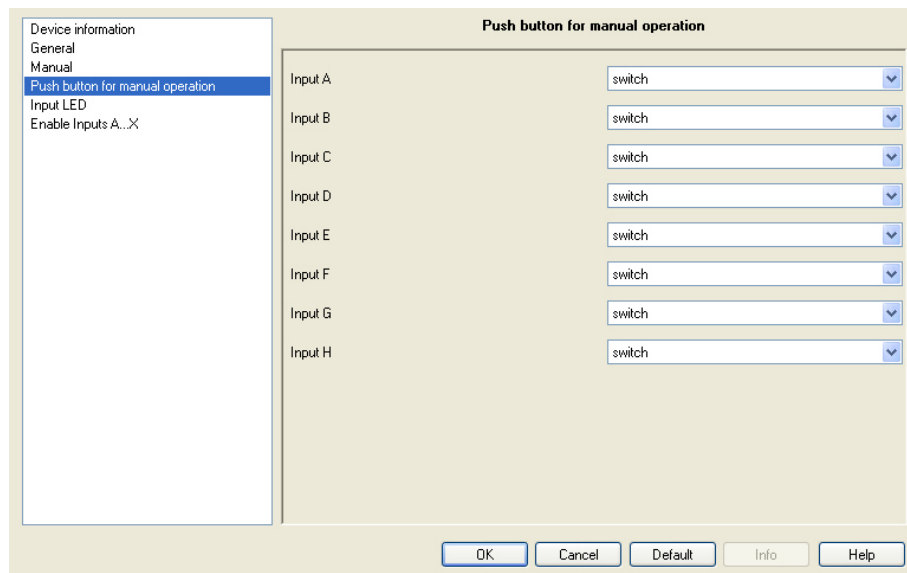 Device information
General
Manual
Push button for manual operation
Input LED
Enable Inputs A...X
Push button for manual operation
Input A switch
Input B switch
Input C switch
Input D switch
Input E switch
Input F switch
Input G switch
Input H switch
OK Cancel Default Info Help